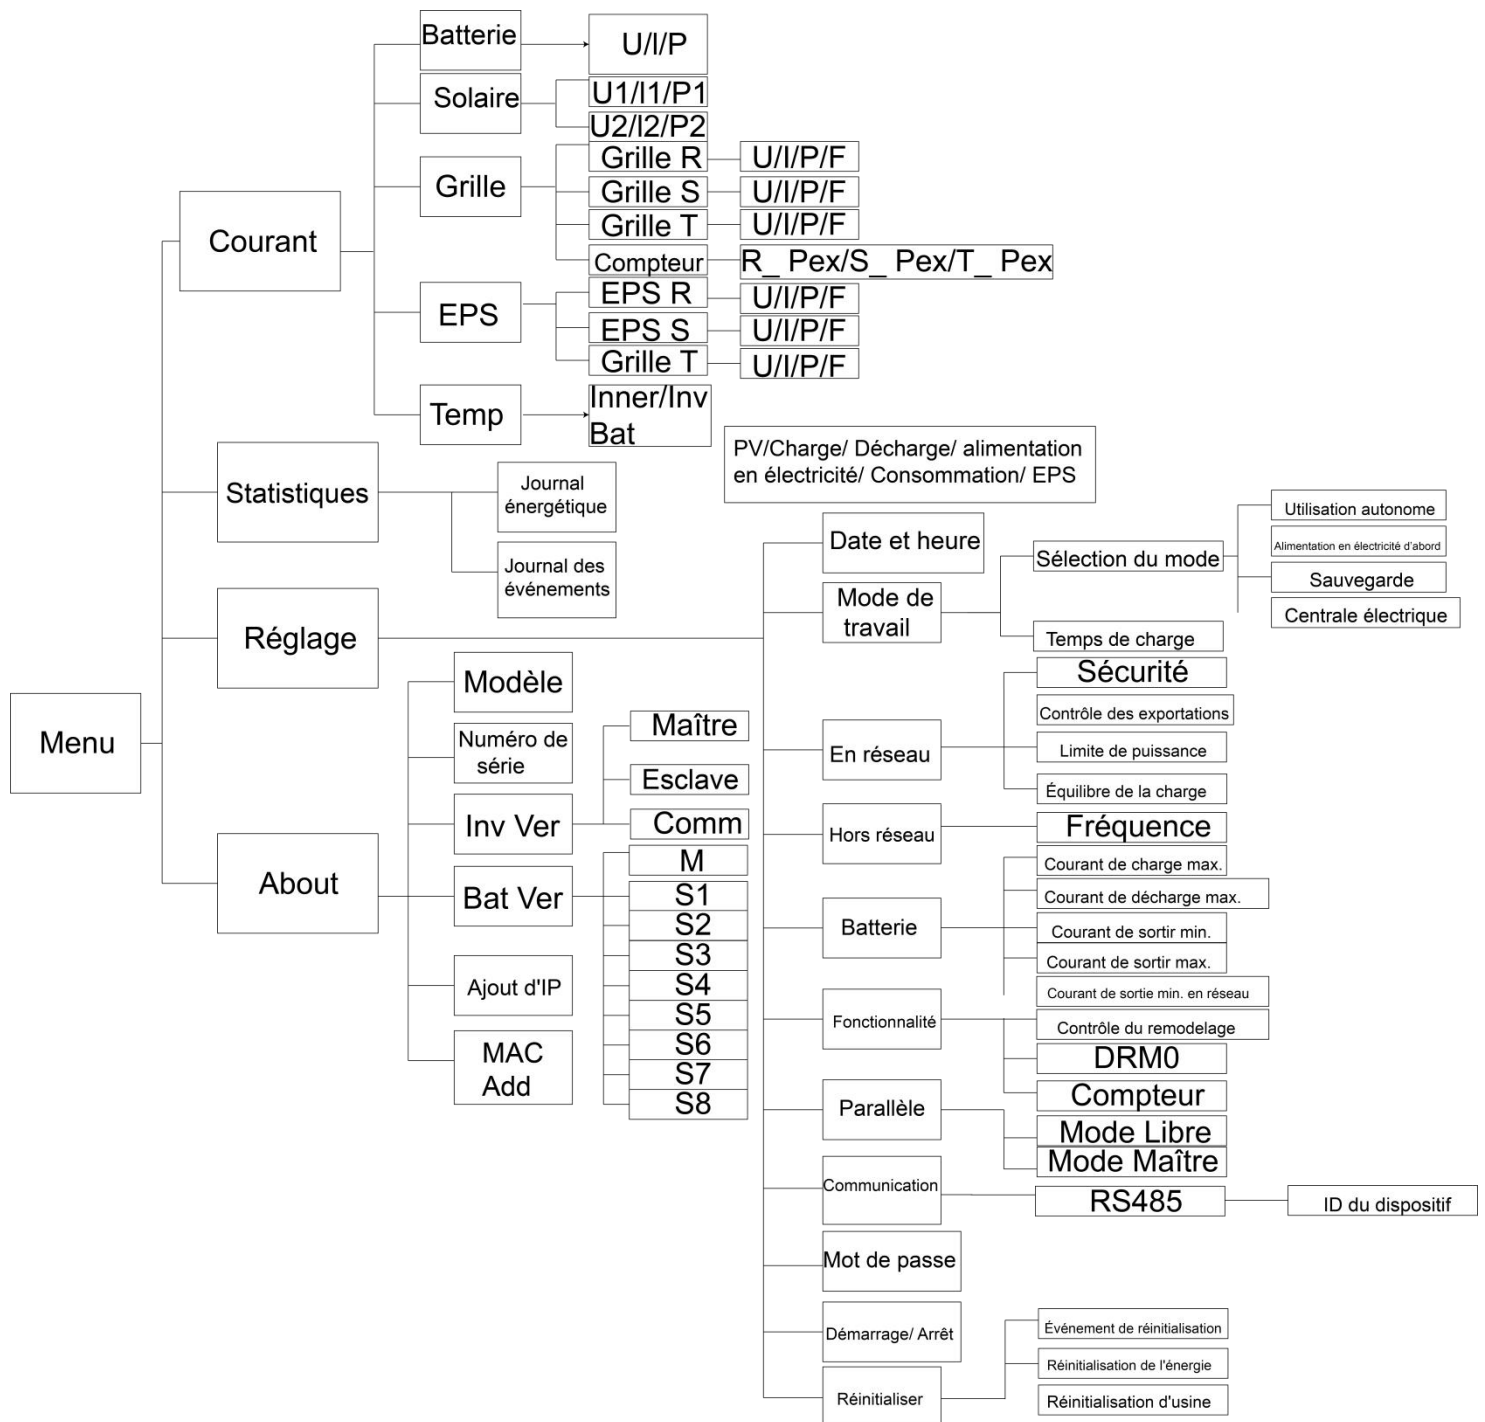 Menu
Courant
Batterie
U/I/P
Solaire
U1/I1/P1
U2/I2/P2
Grille
Grille R
U/I/P/F
Grille S
U/I/P/F
Grille T
U/I/P/F
Compteur
R_ Pex/S_ Pex/T_ Pex
EPS
EPS R
U/I/P/F
EPS S
U/I/P/F
Grille T
U/I/P/F
Temp
Inner/Inv
Bat
Statistiques
Journal
énergétique
PV/Charge/ Décharge/ alimentation
en électricité/ Consommation/ EPS
Journal des
événements
Réglage
Date et heure
Mode de
travail
Sélection du mode
Utilisation autonome
Alimentation en électricité d'abord
Sauvegarde
Centrale électrique
Temps de charge
En réseau
Sécurité
Contrôle des exportations
Limite de puissance
Équilibre de la charge
Hors réseau
Fréquence
Batterie
Courant de charge max.
Courant de décharge max.
Courant de sortir min.
Courant de sortir max.
Courant de sortie min. en réseau
Fonctionnalité
Contrôle du remodelage
DRM0
Compteur
Parallèle
Mode Libre
Mode Maître
Communication
RS485
ID du dispositif
Mot de passe
Démarrage/ Arrêt
Réinitialiser
Événement de réinitialisation
Réinitialisation de l'énergie
Réinitialisation d'usine
About
Modèle
Numéro de
série
Inv Ver
Maître
Esclave
Comm
Bat Ver
M
S1
S2
S3
S4
S5
S6
S7
S8
Ajout d'IP
MAC
Add